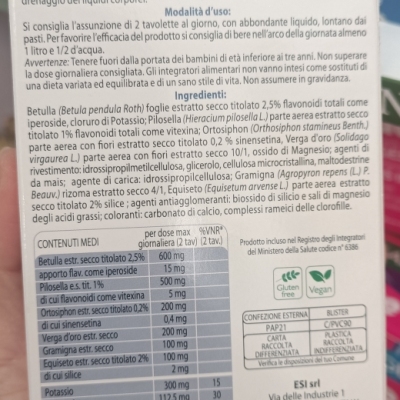 drenaggio dei liquidi corporei.
Modalità d'uso:
Si consiglia l'assunzione di 2 tavolette al giorno, con abbondante liquido, lontano dai
pasti. Per favorire l'efficacia del prodotto si consiglia di bere nell'arco della giornata almeno
1 litro e 1/2 d'acqua.
Avvertenze: Tenere fuori dalla portata dei bambini di età inferiore ai tre anni. Non superare
la dose giornaliera consigliata. Gli integratori alimentari non vanno intesi come sostituti di
una dieta variata ed equilibrata e di un sano stile di vita. Non assumere in gravidanza.
Ingredienti:
Betulla (Betula pendula Roth) foglie estratto secco titolato 2,5% flavonoidi totali come
iperoside, cloruro di Potassio; Pilosella (Hieracium pilosella L.) parte aerea estratto secco
titolato 1% flavonoidi totali come vitexina; Ortosiphon (Orthosiphon stamineus Benth.)
parte aerea con fiori estratto secco titolato 0,2 % sinensetina, Verga d'oro (Solidago
virgaurea L.) parte aerea con fiori estratto secco 10/1, ossido di Magnesio; agenti di
rivestimento: idrossipropilmetilcellulosa, glicerolo, cellulosa microcristallina, maltodestrine
da mais; agente di carica: idrossipropilcellulosa; Gramigna (Agropyron repens (L.) P.
Beauv.) rizoma estratto secco 4/1, Equiseto (Equisetum arvense L.) parte aerea estratto
secco titolato 2% silice ; agenti antiagglomeranti: biossido di silicio e sali di magnesio
degli acidi grassi; coloranti: carbonato di calcio, complessi rameici delle clorofille.
CONTENUTI MEDI per dose max giornaliera (2 tav) %VNR* (2 tav.)
Betulla estr. secco titolato 2,5% 600 mg
apporto flav. come iperoside 15 mg
Pilosella e.s. tit. 1% 500 mg
di cui flavonoidi come vitexina 5 mg
Ortosiphon estr. secco titolato 0,2% 200 mg
di cui sinensetina 0,4 mg
Verga d'oro estr. secco 200 mg
Gramigna estr. secco 100 mg
Equiseto estr. secco titolato 2% 100 mg
di cui silice 2 mg
Potassio 300 mg 15
112,5 mg 30
Prodotto incluso nel Registro degli Integratori
del Ministero della Salute codice n° 6386
Gluten free
Vegan
CONFEZIONE ESTERNA BLISTER
PAP21 C/PVC90
CARTA RACCOLTA DIFFERENZIATA PLASTICA RACCOLTA INDIFFERENZIATA
Verifica le disposizioni del tuo Comune
ESI srl
Via delle Industrie 1